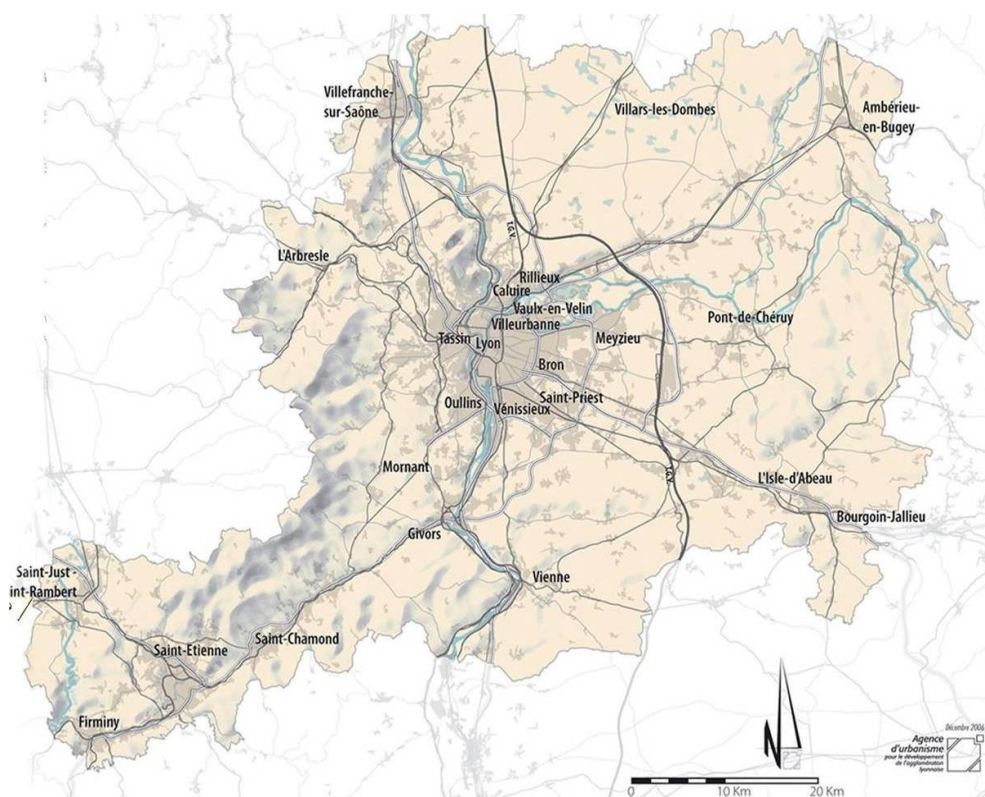 Villefranche-
sur-Saône
Villars-les-Dombes
Ambérieu-
en-Bugey
T.G.V.
L'Arbresle
Rillieux
Caluire
Vaulx-en-Velin
Pont-de-Chéruy
Villeurbanne
Tassin
Lyon
Meyzieu
Bron
Saint-Priest
Oullins
Vénissieux
Mornant
T.G.V.
L'Isle-d'Abeau
Bourgoin-Jallieu
Givors
Saint-Just -
int-Rambert
Vienne
Saint-Chamond
Saint-Etienne
Firminy
N
Décembre 2006
Agence
d'urbanisme
pour le développement
de l'agglomération
lyonnaise
0 10 Km 20 Km